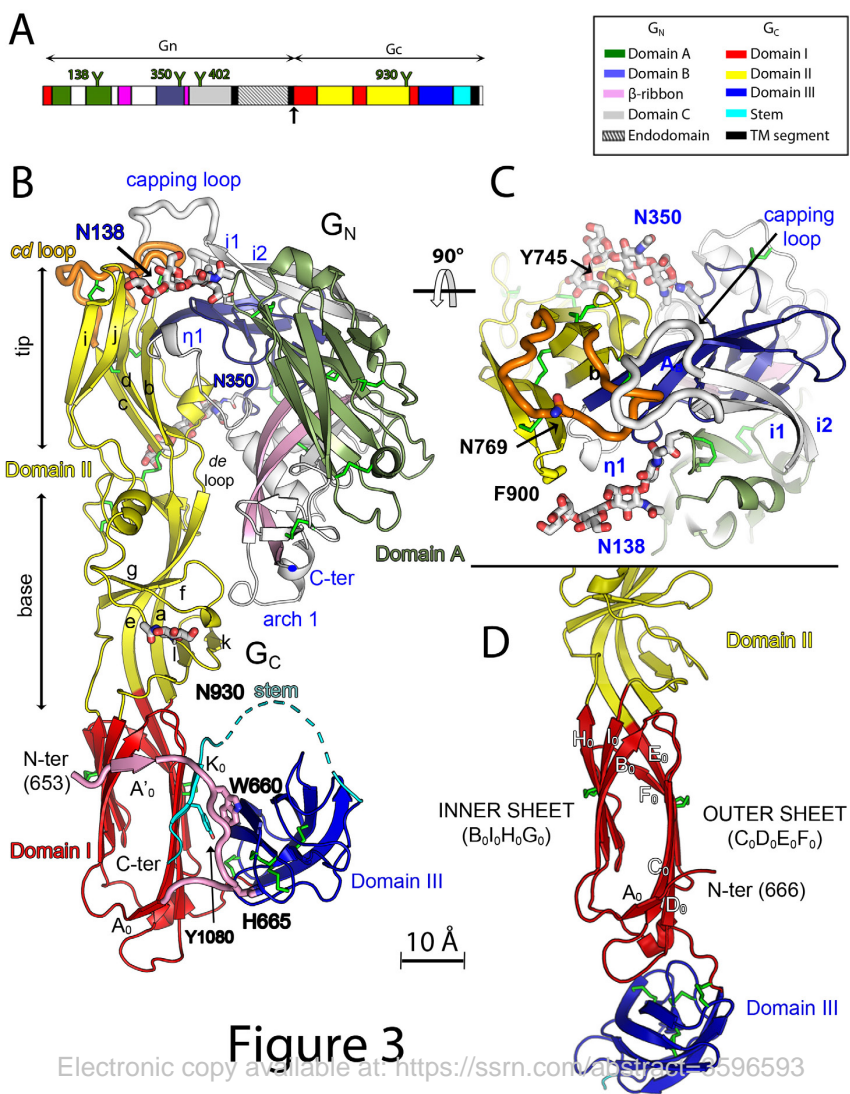 A
Gn
Gc
138
350
402
930
G_N
G_C
Domain A
Domain I
Domain B
Domain II
β-ribbon
Domain III
Domain C
Stem
Endodomain
TM segment
B
capping loop
N138
G_N
cd loop
i1
i2
tip
i
j
η1
d
b
c
N350
de
loop
Domain II
Domain A
base
g
f
C-ter
arch 1
e
a
l
k
G_C
N930
stem
N-ter
(653)
A'₀
K₀
W660
Domain I
C-ter
Domain III
A₀
Y1080
H665
10 Å
90°
C
N350
capping
loop
Y745
b
A₀
N769
i1
i2
η1
F900
N138
D
Domain II
H₀
I₀
E₀
B₀
F₀
INNER SHEET
(B₀I₀H₀G₀)
OUTER SHEET
(C₀D₀E₀F₀)
C₀
A₀
N-ter (666)
D₀
Domain III
Figure 3
Electronic copy available at: https://ssrn.com/abstract=3596593